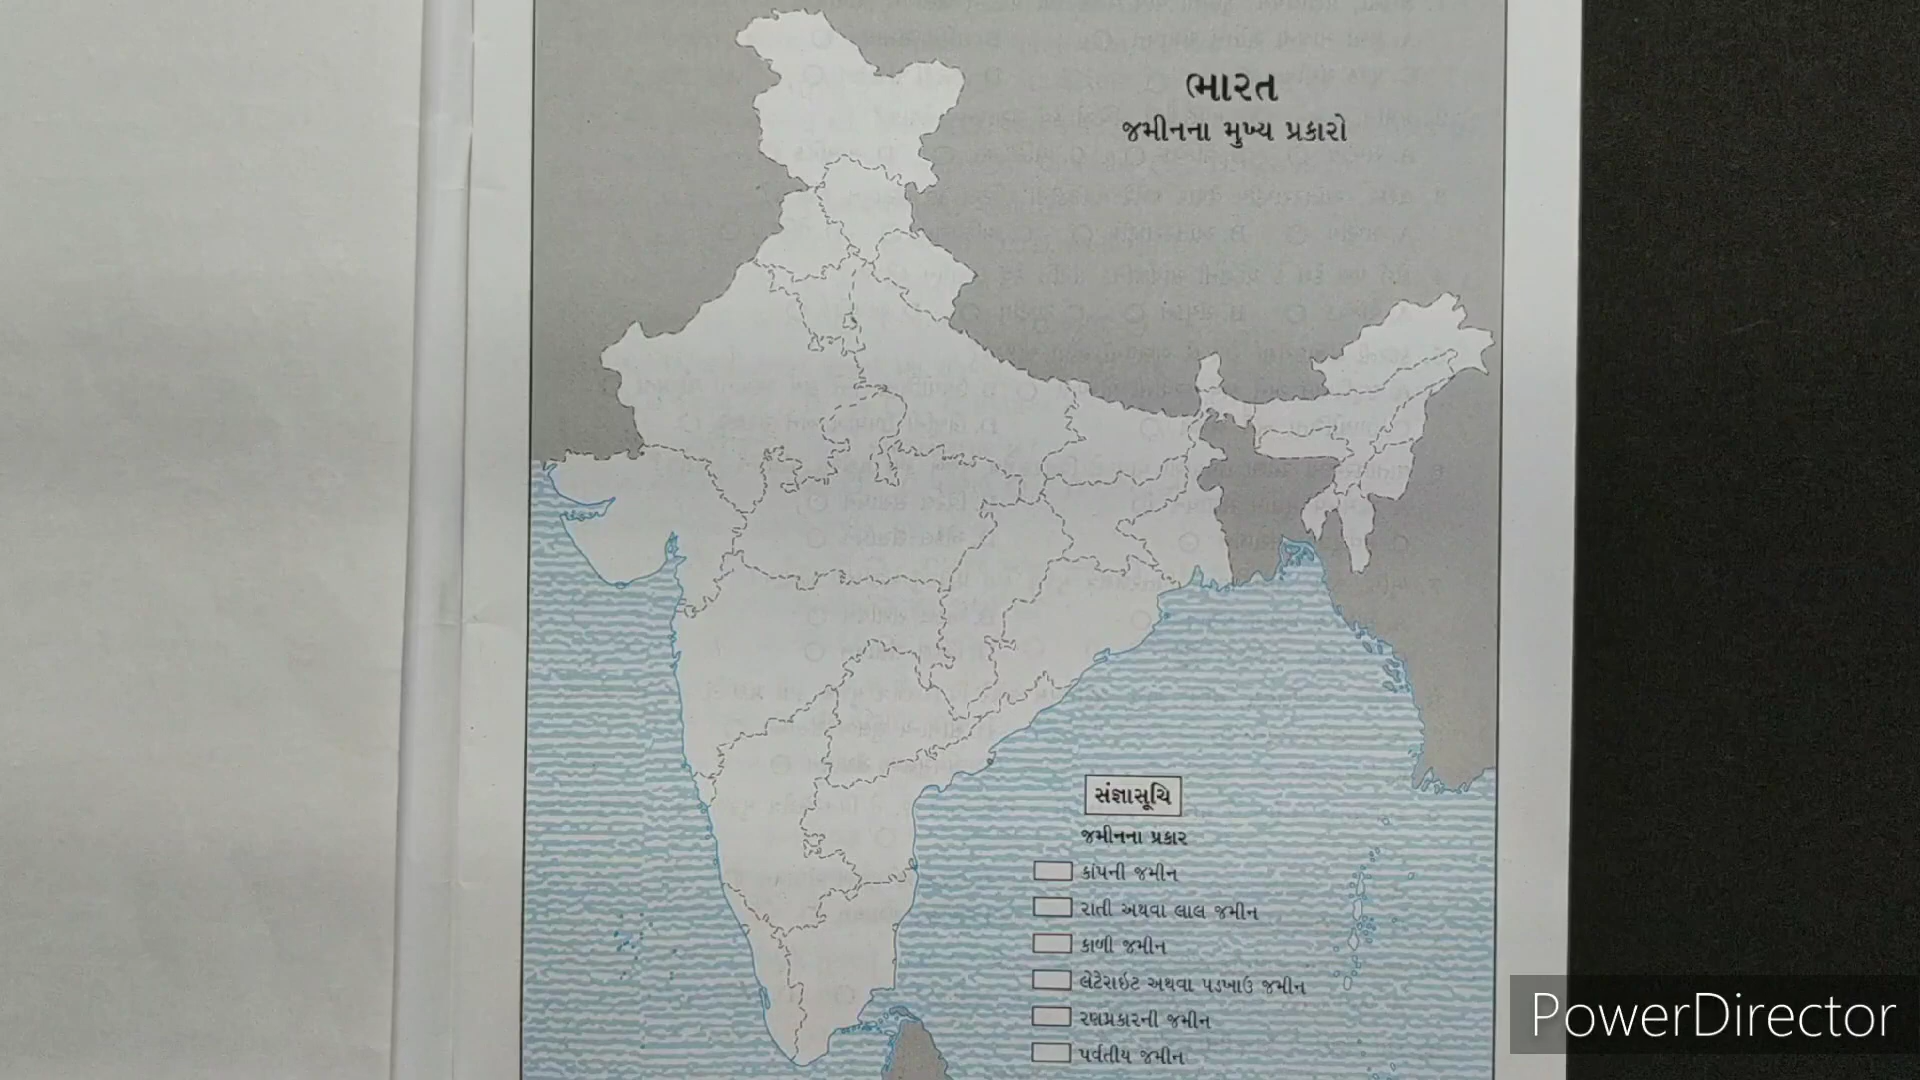 ભારત
જમીનના મુખ્ય પ્રકારો
સંજ્ઞાસૂચિ
જમીનના પ્રકાર
કાંપની જમીન
રાતી અથવા લાલ જમીન
કાળી જમીન
લેટેરાઇટ અથવા પડખાઉ જમીન
રણપ્રકારની જમીન
પર્વતીય જમીન
PowerDirector